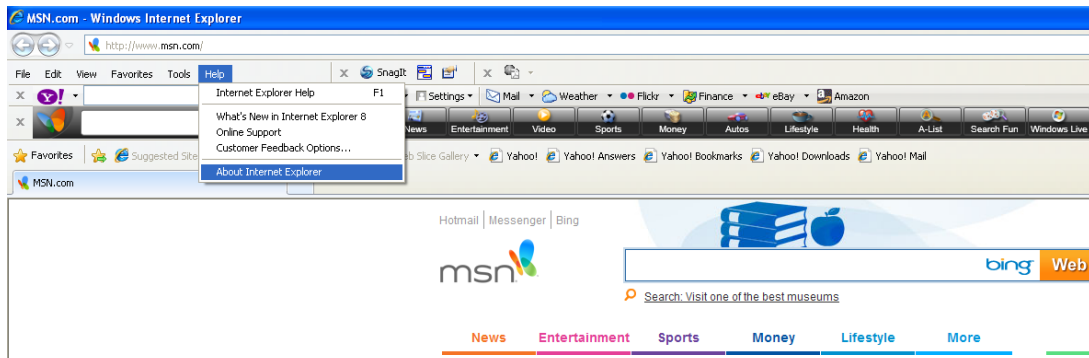 MSN.com - Windows Internet Explorer
http://www.msn.com/
File Edit View Favorites Tools Help SnagIt
Internet Explorer Help F1
Settings Mail Weather Flickr Finance eBay Amazon
What's New in Internet Explorer 8
News Entertainment Video Sports Money Autos Lifestyle Health A-List Search Fun Windows Live
Online Support
Customer Feedback Options...
Favorites Suggested Site b Slice Gallery Yahoo! Yahoo! Answers Yahoo! Bookmarks Yahoo! Downloads Yahoo! Mail
About Internet Explorer
MSN.com
Hotmail | Messenger | Bing
msn
bing Web
Search: Visit one of the best museums
News Entertainment Sports Money Lifestyle More